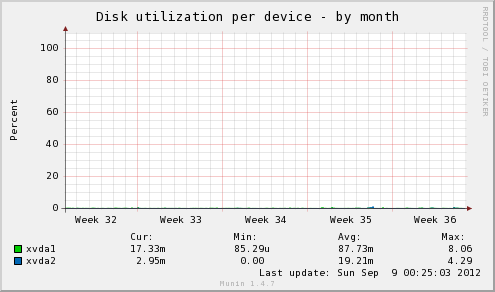 Disk utilization per device - by month
RRDTOOL / TOBI OETIKER
Percent
100
80
60
40
20
0
Week 32 Week 33 Week 34 Week 35 Week 36
Cur: Min: Avg: Max:
xvda1 17.33m 85.29u 87.73m 8.06
xvda2 2.95m 0.00 19.21m 4.29
Last update: Sun Sep 9 00:25:03 2012
Munin 1.4.7